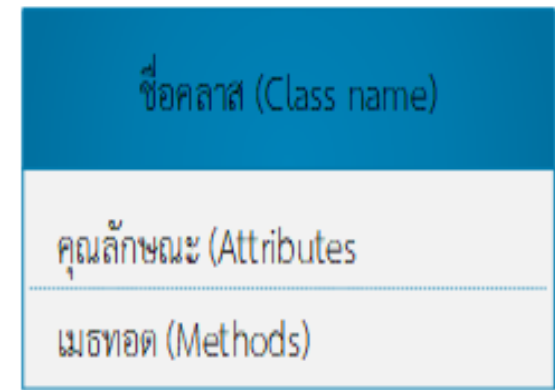 ชื่อคลาส (Class name)
คุณลักษณะ (Attributes
เมธทอด (Methods)